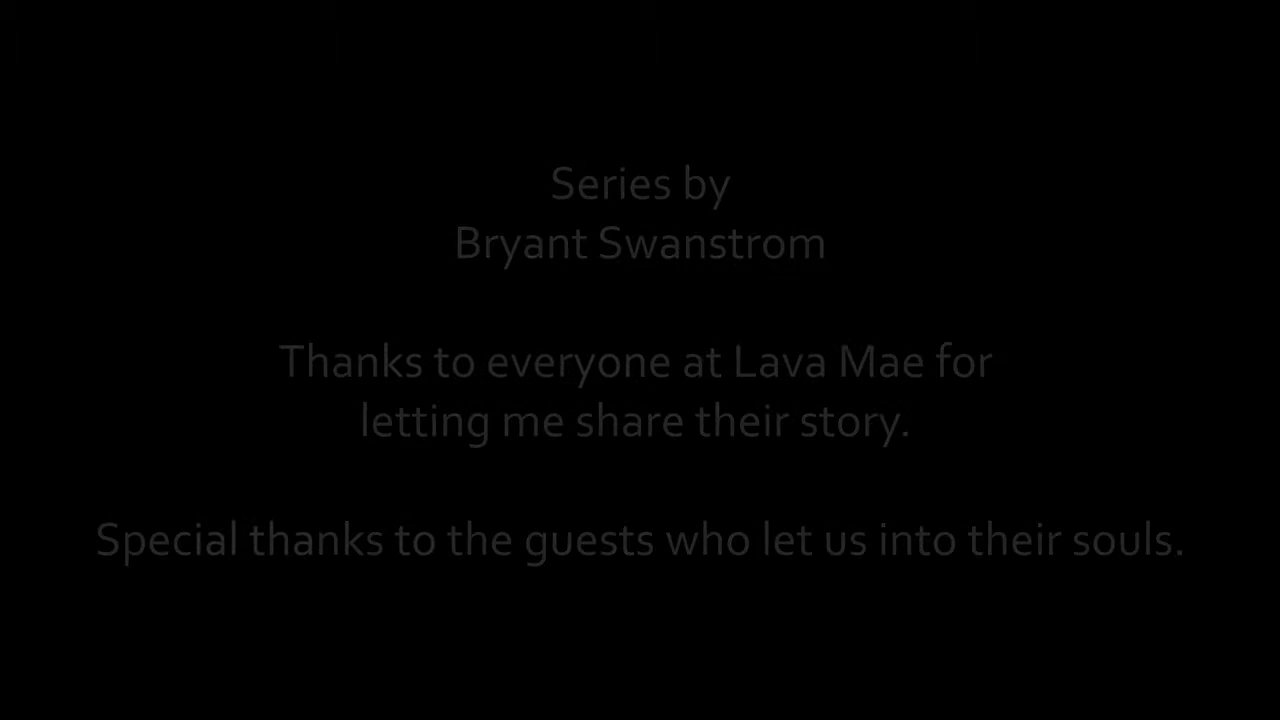 Series by
Bryant Swanstrom
Thanks to everyone at Lava Mae for
letting me share their story.
Special thanks to the guests who let us into their souls.